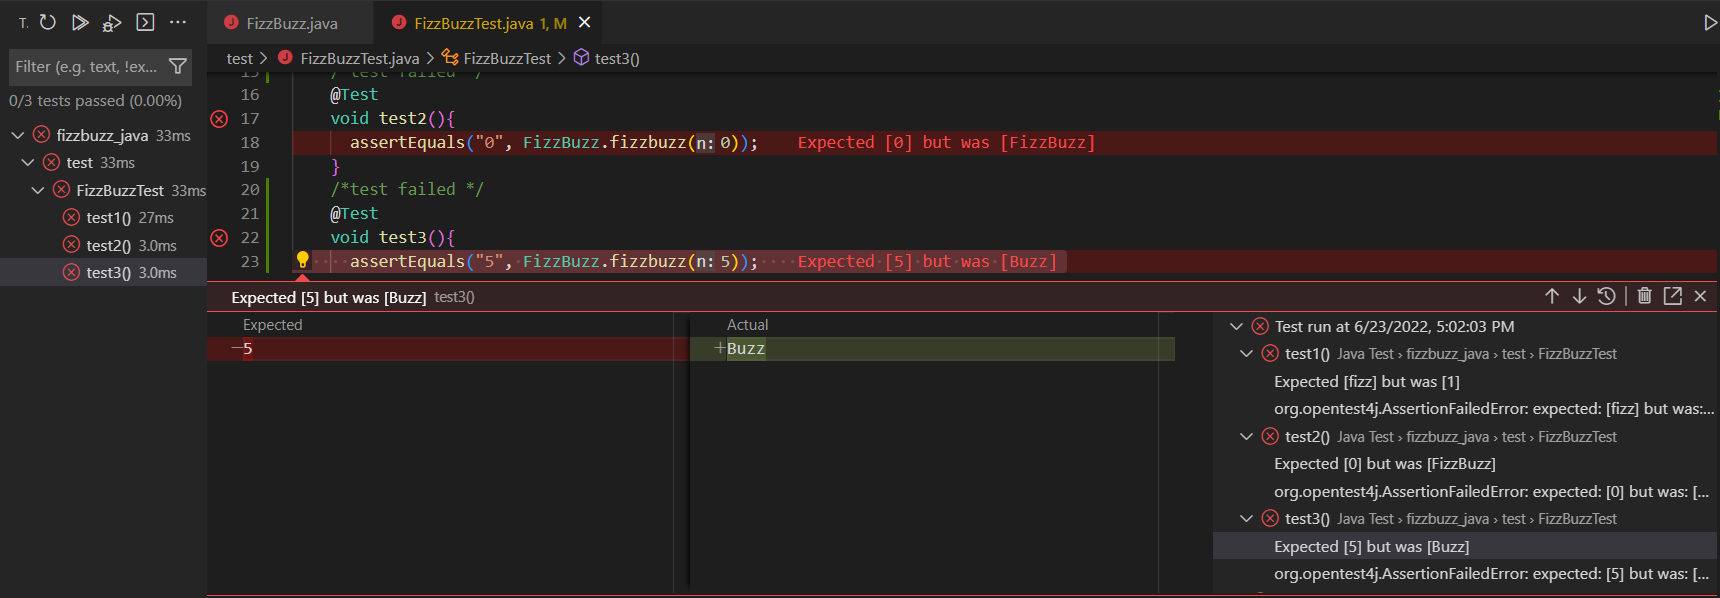 T.
FizzBuzz.java
FizzBuzzTest.java 1, M
test > FizzBuzzTest.java > FizzBuzzTest > test3()
Filter (e.g. text, !ex...
0/3 tests passed (0.00%)
fizzbuzz_java 33ms
test 33ms
FizzBuzzTest 33ms
test1() 27ms
test2() 3.0ms
test3() 3.0ms
16 @Test
17 void test2(){
18 assertEquals("0", FizzBuzz.fizzbuzz(n: 0)); Expected [0] but was [FizzBuzz]
19 }
20 /*test failed */
21 @Test
22 void test3(){
23 assertEquals("5", FizzBuzz.fizzbuzz(n: 5)); Expected [5] but was [Buzz]
Expected [5] but was [Buzz] test3()
Expected
−5
Actual
+Buzz
Test run at 6/23/2022, 5:02:03 PM
test1() Java Test › fizzbuzz_java › test › FizzBuzzTest
Expected [fizz] but was [1]
org.opentest4j.AssertionFailedError: expected: [fizz] but was:...
test2() Java Test › fizzbuzz_java › test › FizzBuzzTest
Expected [0] but was [FizzBuzz]
org.opentest4j.AssertionFailedError: expected: [0] but was: [...
test3() Java Test › fizzbuzz_java › test › FizzBuzzTest
Expected [5] but was [Buzz]
org.opentest4j.AssertionFailedError: expected: [5] but was: [...